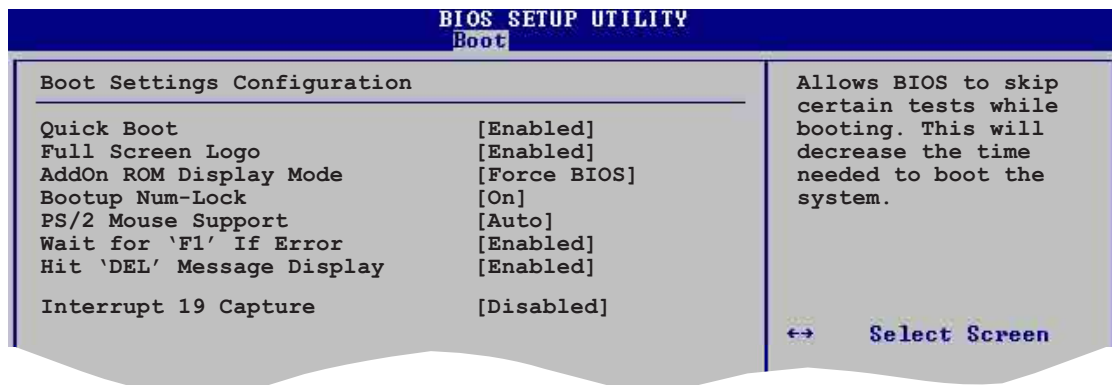 BIOS SETUP UTILITY
Boot
Boot Settings Configuration
Quick Boot [Enabled]
Full Screen Logo [Enabled]
AddOn ROM Display Mode [Force BIOS]
Bootup Num-Lock [On]
PS/2 Mouse Support [Auto]
Wait for ‘F1’ If Error [Enabled]
Hit ‘DEL’ Message Display [Enabled]
Interrupt 19 Capture [Disabled]
Allows BIOS to skip
certain tests while
booting. This will
decrease the time
needed to boot the
system.
↔ Select Screen